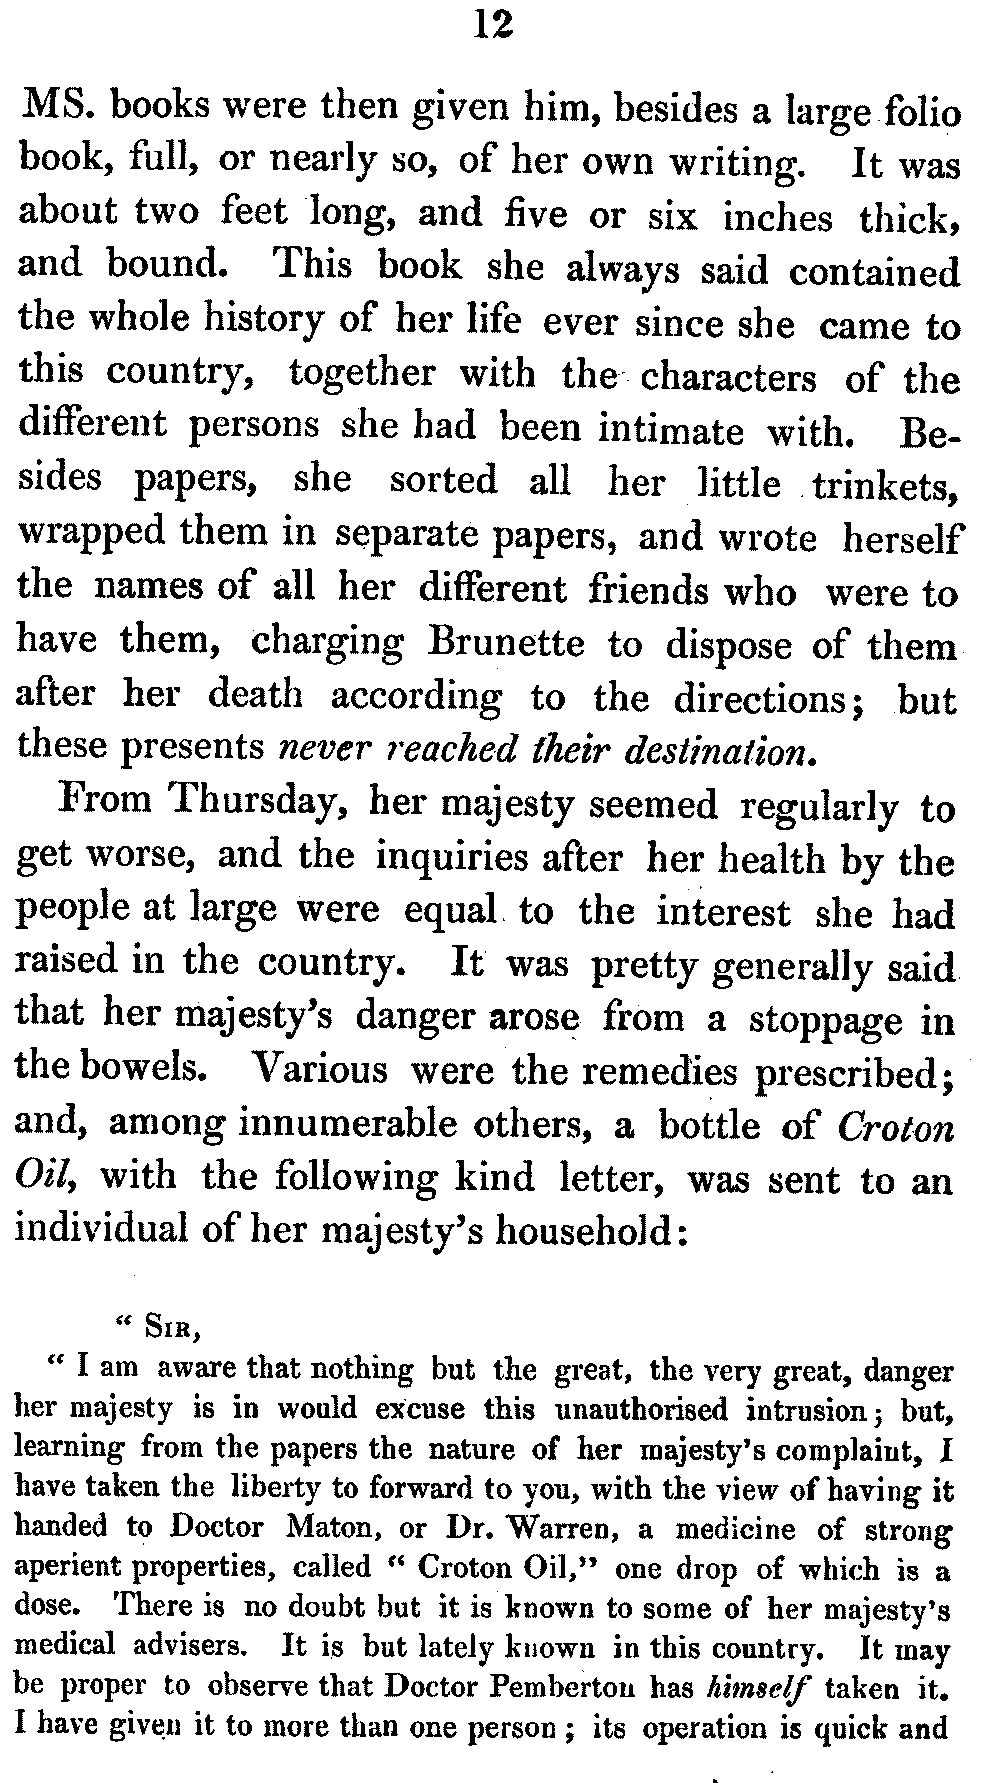 12
MS. books were then given him, besides a large folio
book, full, or nearly so, of her own writing. It was
about two feet long, and five or six inches thick,
and bound. This book she always said contained
the whole history of her life ever since she came to
this country, together with the characters of the
different persons she had been intimate with. Be-
sides papers, she sorted all her little trinkets,
wrapped them in separate papers, and wrote herself
the names of all her different friends who were to
have them, charging Brunette to dispose of them
after her death according to the directions; but
these presents never reached their destination.
From Thursday, her majesty seemed regularly to
get worse, and the inquiries after her health by the
people at large were equal to the interest she had
raised in the country. It was pretty generally said
that her majesty's danger arose from a stoppage in
the bowels. Various were the remedies prescribed;
and, among innumerable others, a bottle of Croton
Oil, with the following kind letter, was sent to an
individual of her majesty's household:
“ SIR,
“ I am aware that nothing but the great, the very great, danger
her majesty is in would excuse this unauthorised intrusion; but,
learning from the papers the nature of her majesty's complaint, I
have taken the liberty to forward to you, with the view of having it
handed to Doctor Maton, or Dr. Warren, a medicine of strong
aperient properties, called “ Croton Oil,” one drop of which is a
dose. There is no doubt but it is known to some of her majesty's
medical advisers. It is but lately known in this country. It may
be proper to observe that Doctor Pemberton has himself taken it.
I have given it to more than one person ; its operation is quick and